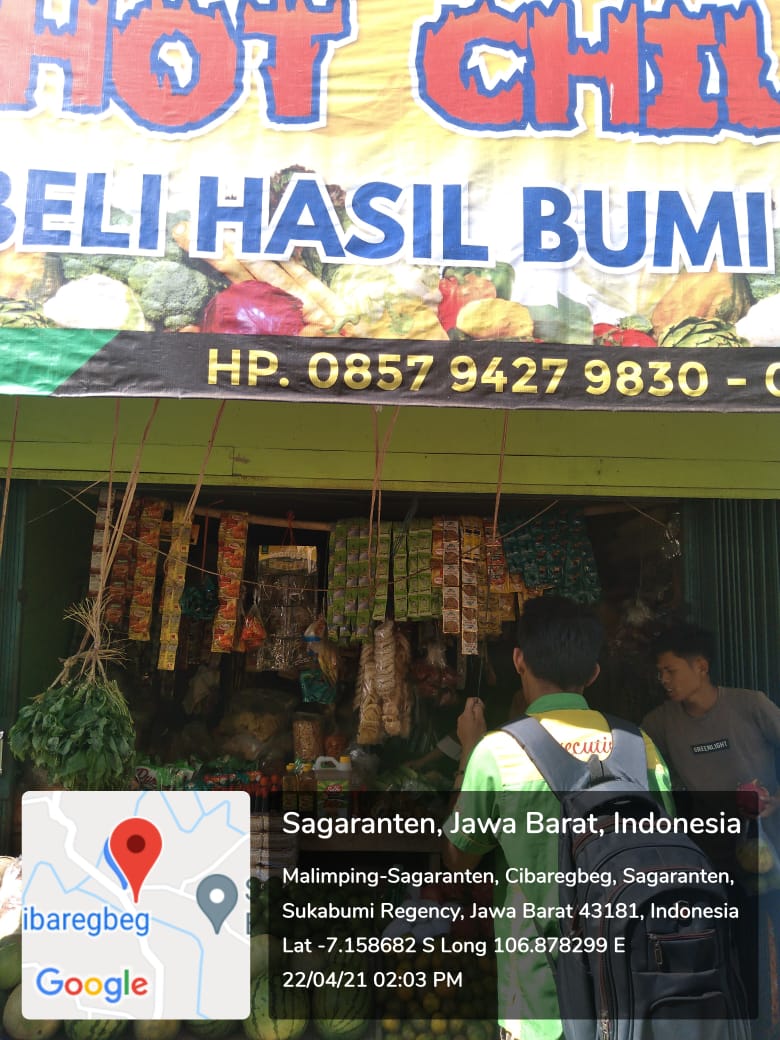 HOT CHIL
BELI HASIL BUMI
HP. 0857 9427 9830 -
ecutiv
GREENLIGHT
Sagaranten, Jawa Barat, Indonesia
Malimping-Sagaranten, Cibaregbeg, Sagaranten,
Sukabumi Regency, Jawa Barat 43181, Indonesia
Lat -7.158682 S Long 106.878299 E
22/04/21 02:03 PM
ibaregbeg
Google